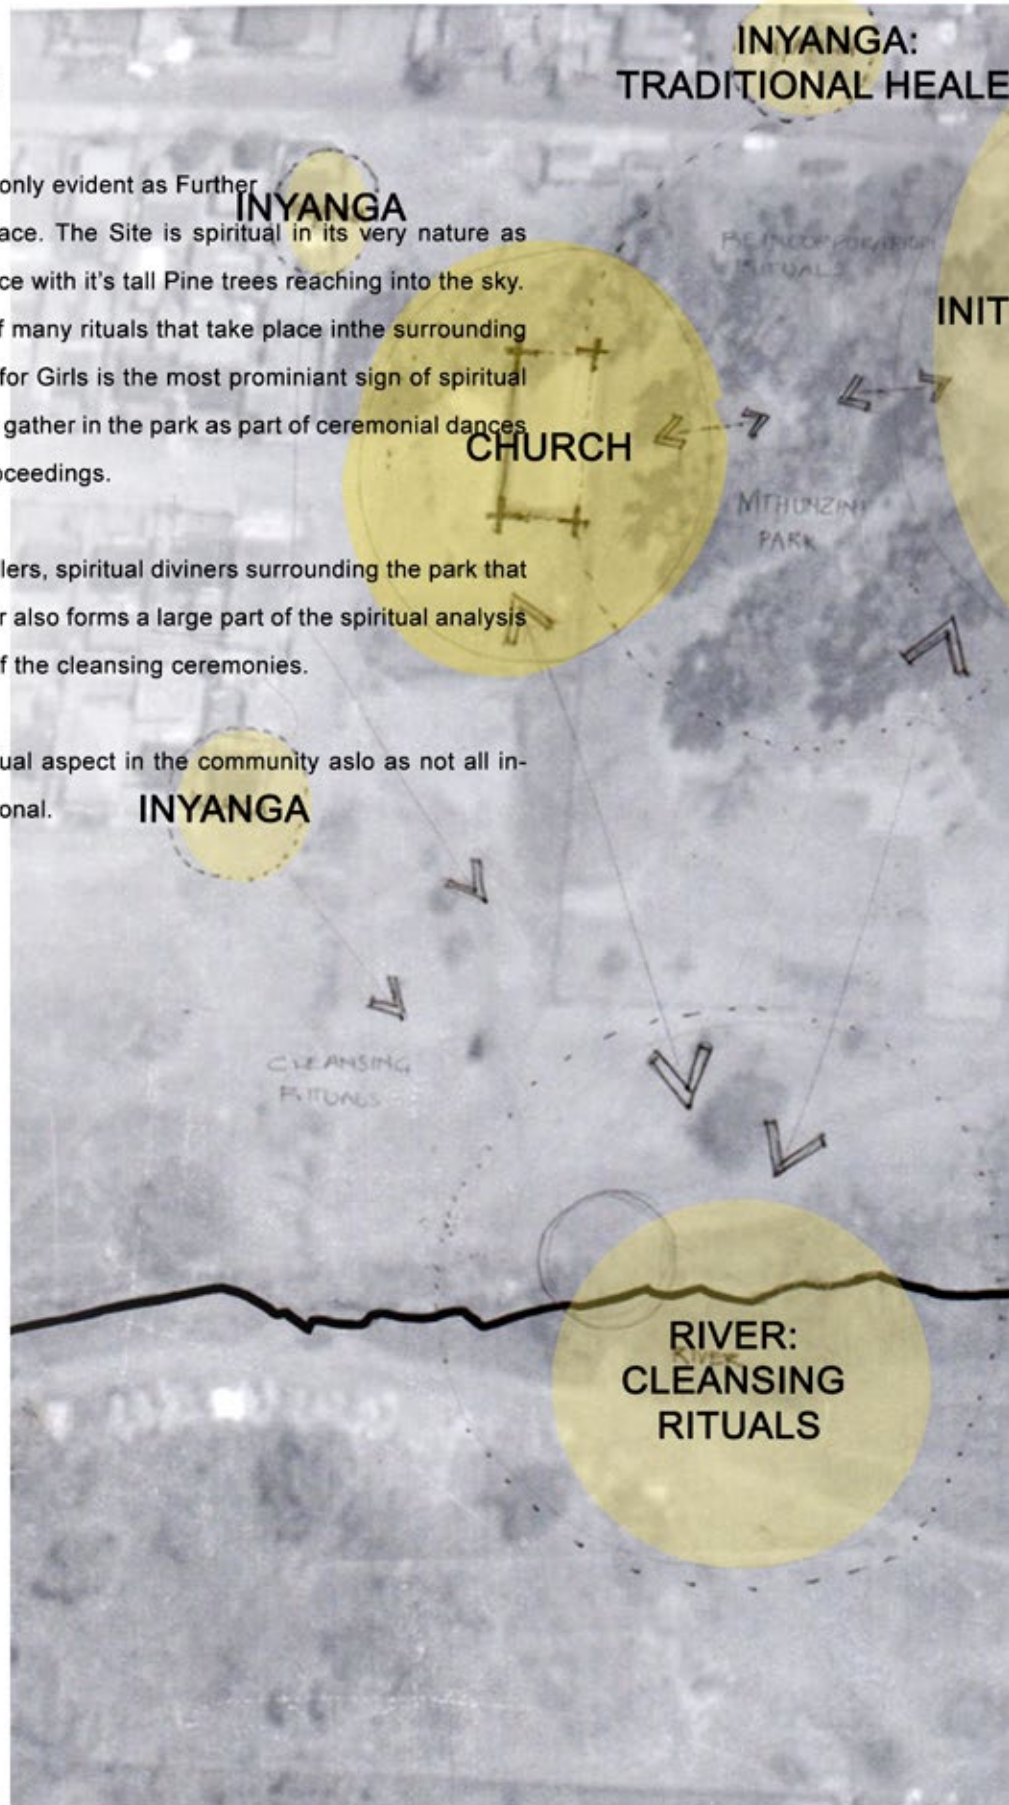 INYANGA:
TRADITIONAL HEALE
only evident as Further
INYANGA
ace. The Site is spiritual in its very nature as
ce with it's tall Pine trees reaching into the sky.
f many rituals that take place inthe surrounding
for Girls is the most prominiant sign of spiritual
gather in the park as part of ceremonial dances
oceedings.
lers, spiritual diviners surrounding the park that
r also forms a large part of the spiritual analysis
f the cleansing ceremonies.
ual aspect in the community aslo as not all in-
onal.
REINCORPORATION
RITUALS
INIT
CHURCH
MTHUNZINI
PARK
INYANGA
CLEANSING
RITUALS
RIVER:
RIVER
CLEANSING
RITUALS